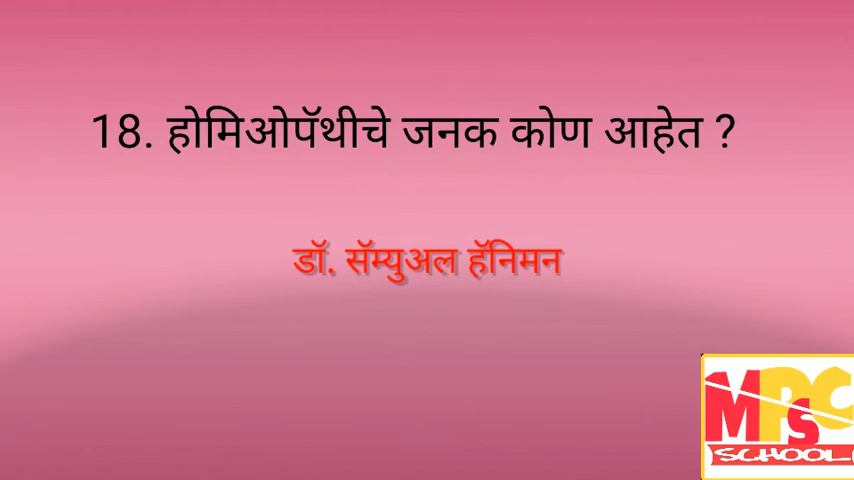 18. होमिओपॅथीचे जनक कोण आहेत ?
डॉ. सॅम्युअल हॅनिमन
MPSC
SCHOOL